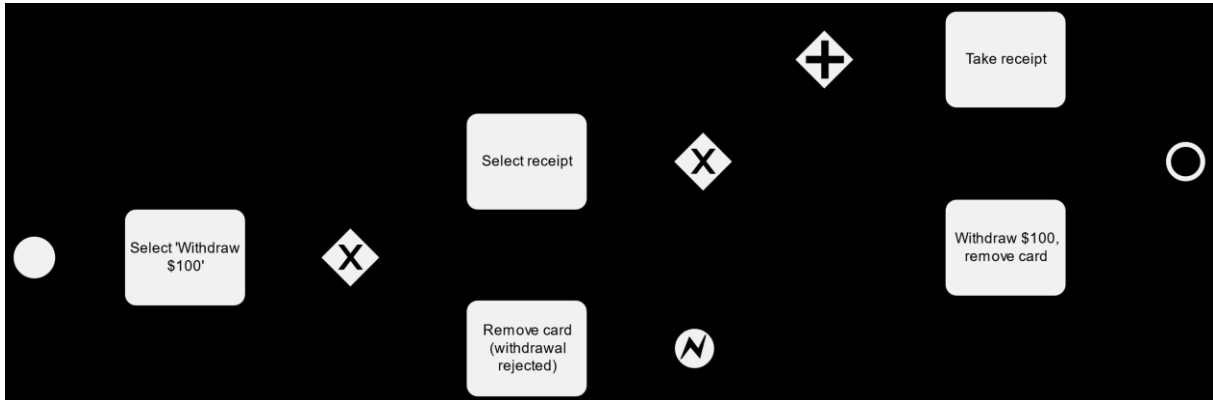 Take receipt
Select receipt
Select 'Withdraw
$100'
Withdraw $100,
remove card
Remove card
(withdrawal
rejected)